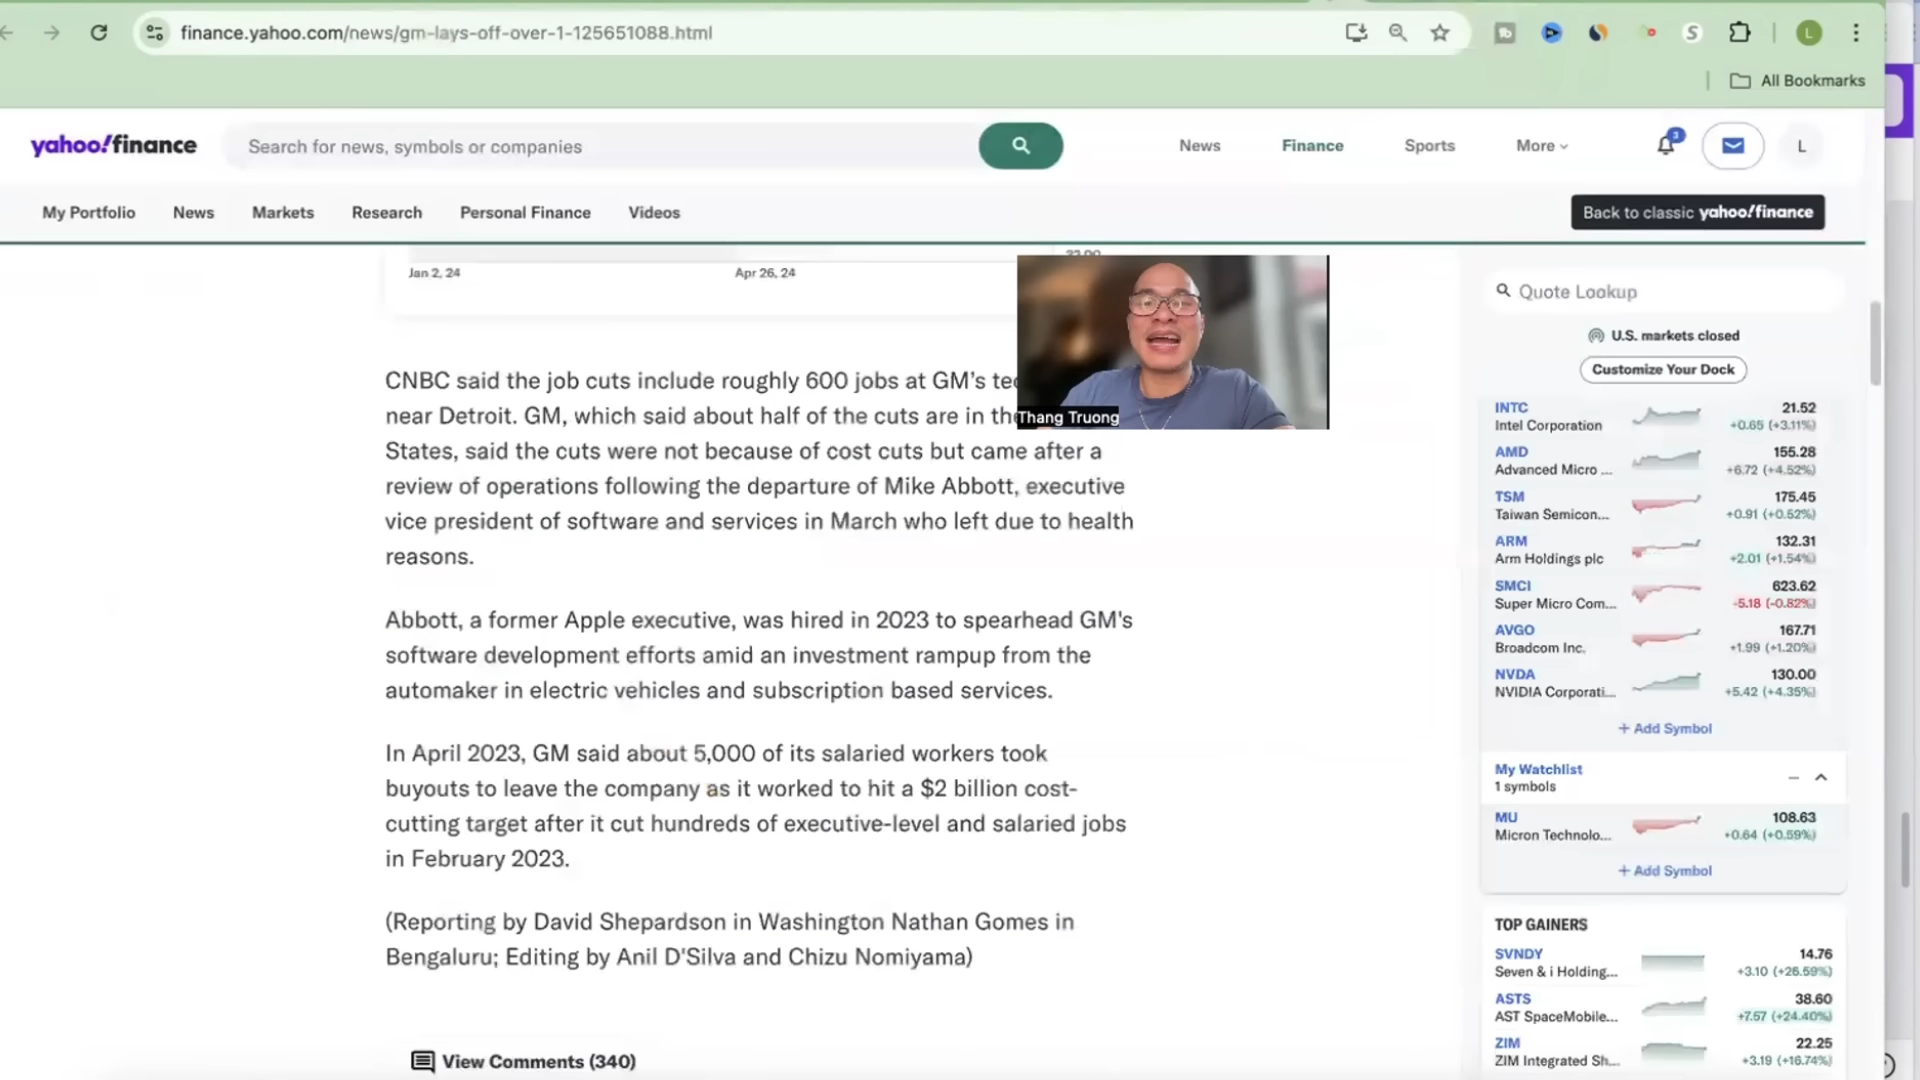 finance.yahoo.com/news/gm-lays-off-over-1-125651088.html
S
L
All Bookmarks
yahoo!finance
Search for news, symbols or companies
News
Finance
Sports
More
3
L
My Portfolio
News
Markets
Research
Personal Finance
Videos
Back to classic yahoo!finance
Jan 2, 24
Apr 26, 24
CNBC said the job cuts include roughly 600 jobs at GM's
near Detroit. GM, which said about half of the cuts are in
States, said the cuts were not because of cost cuts but came after a
review of operations following the departure of Mike Abbott, executive
vice president of software and services in March who left due to health
reasons.
Abbott, a former Apple executive, was hired in 2023 to spearhead GM's
software development efforts amid an investment rampup from the
automaker in electric vehicles and subscription based services.
In April 2023, GM said about 5,000 of its salaried workers took
buyouts to leave the company as it worked to hit a $2 billion cost-
cutting target after it cut hundreds of executive-level and salaried jobs
in February 2023.
(Reporting by David Shepardson in Washington Nathan Gomes in
Bengaluru; Editing by Anil D'Silva and Chizu Nomiyama)
View Comments (340)
Thang Truong
Quote Lookup
U.S. markets closed
Customize Your Dock
INTC 21.52
Intel Corporation +0.65 (+3.11%)
AMD 155.28
Advanced Micro ... +6.72 (+4.52%)
TSM 175.45
Taiwan Semicon... +0.91 (+0.52%)
ARM 132.31
Arm Holdings plc +2.01 (+1.54%)
SMCI 623.62
Super Micro Com... -5.18 (-0.82%)
AVGO 167.71
Broadcom Inc. +1.99 (+1.20%)
NVDA 130.00
NVIDIA Corporati... +5.42 (+4.35%)
+ Add Symbol
My Watchlist
1 symbols
MU 108.63
Micron Technolo... +0.64 (+0.59%)
+ Add Symbol
TOP GAINERS
SVNDY 14.76
Seven & i Holding... +3.10 (+26.59%)
ASTS 38.60
AST SpaceMobile... +7.57 (+24.40%)
ZIM 22.25
ZIM Integrated Sh... +3.19 (+16.74%)